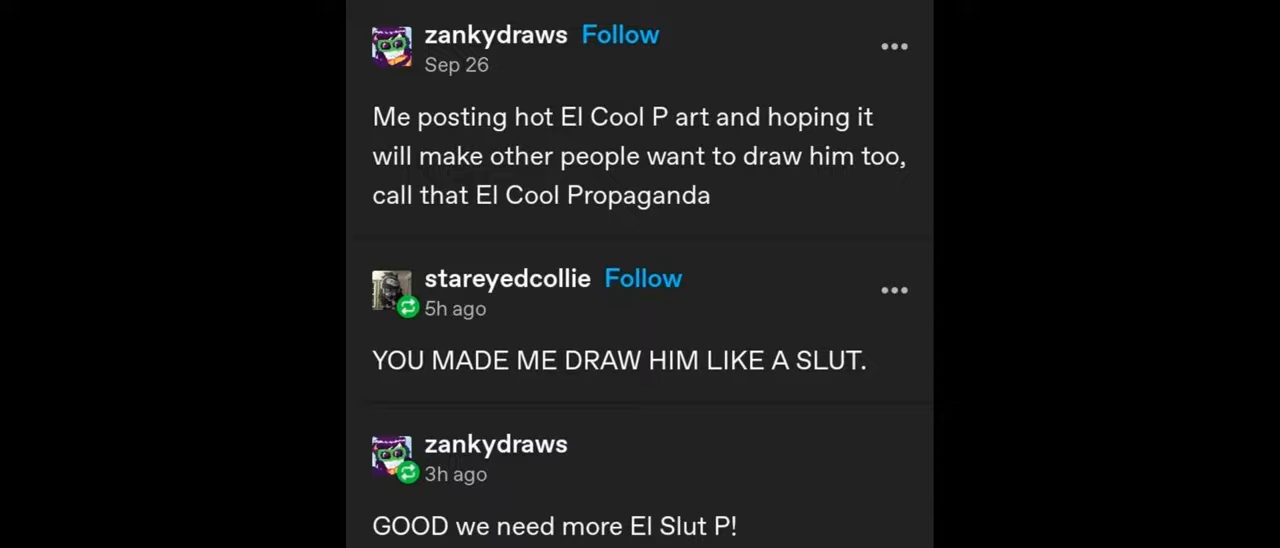 zankydraws Follow
Sep 26
Me posting hot El Cool P art and hoping it
will make other people want to draw him too,
call that El Cool Propaganda
stareyedcollie Follow
5h ago
YOU MADE ME DRAW HIM LIKE A SLUT.
zankydraws
3h ago
GOOD we need more El Slut P!